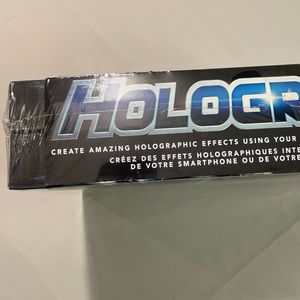 HOLOGR
CREATE AMAZING HOLOGRAPHIC EFFECTS USING YOUR
CRÉEZ DES EFFETS HOLOGRAPHIQUES INTE
DE VOTRE SMARTPHONE OU DE VOTRE